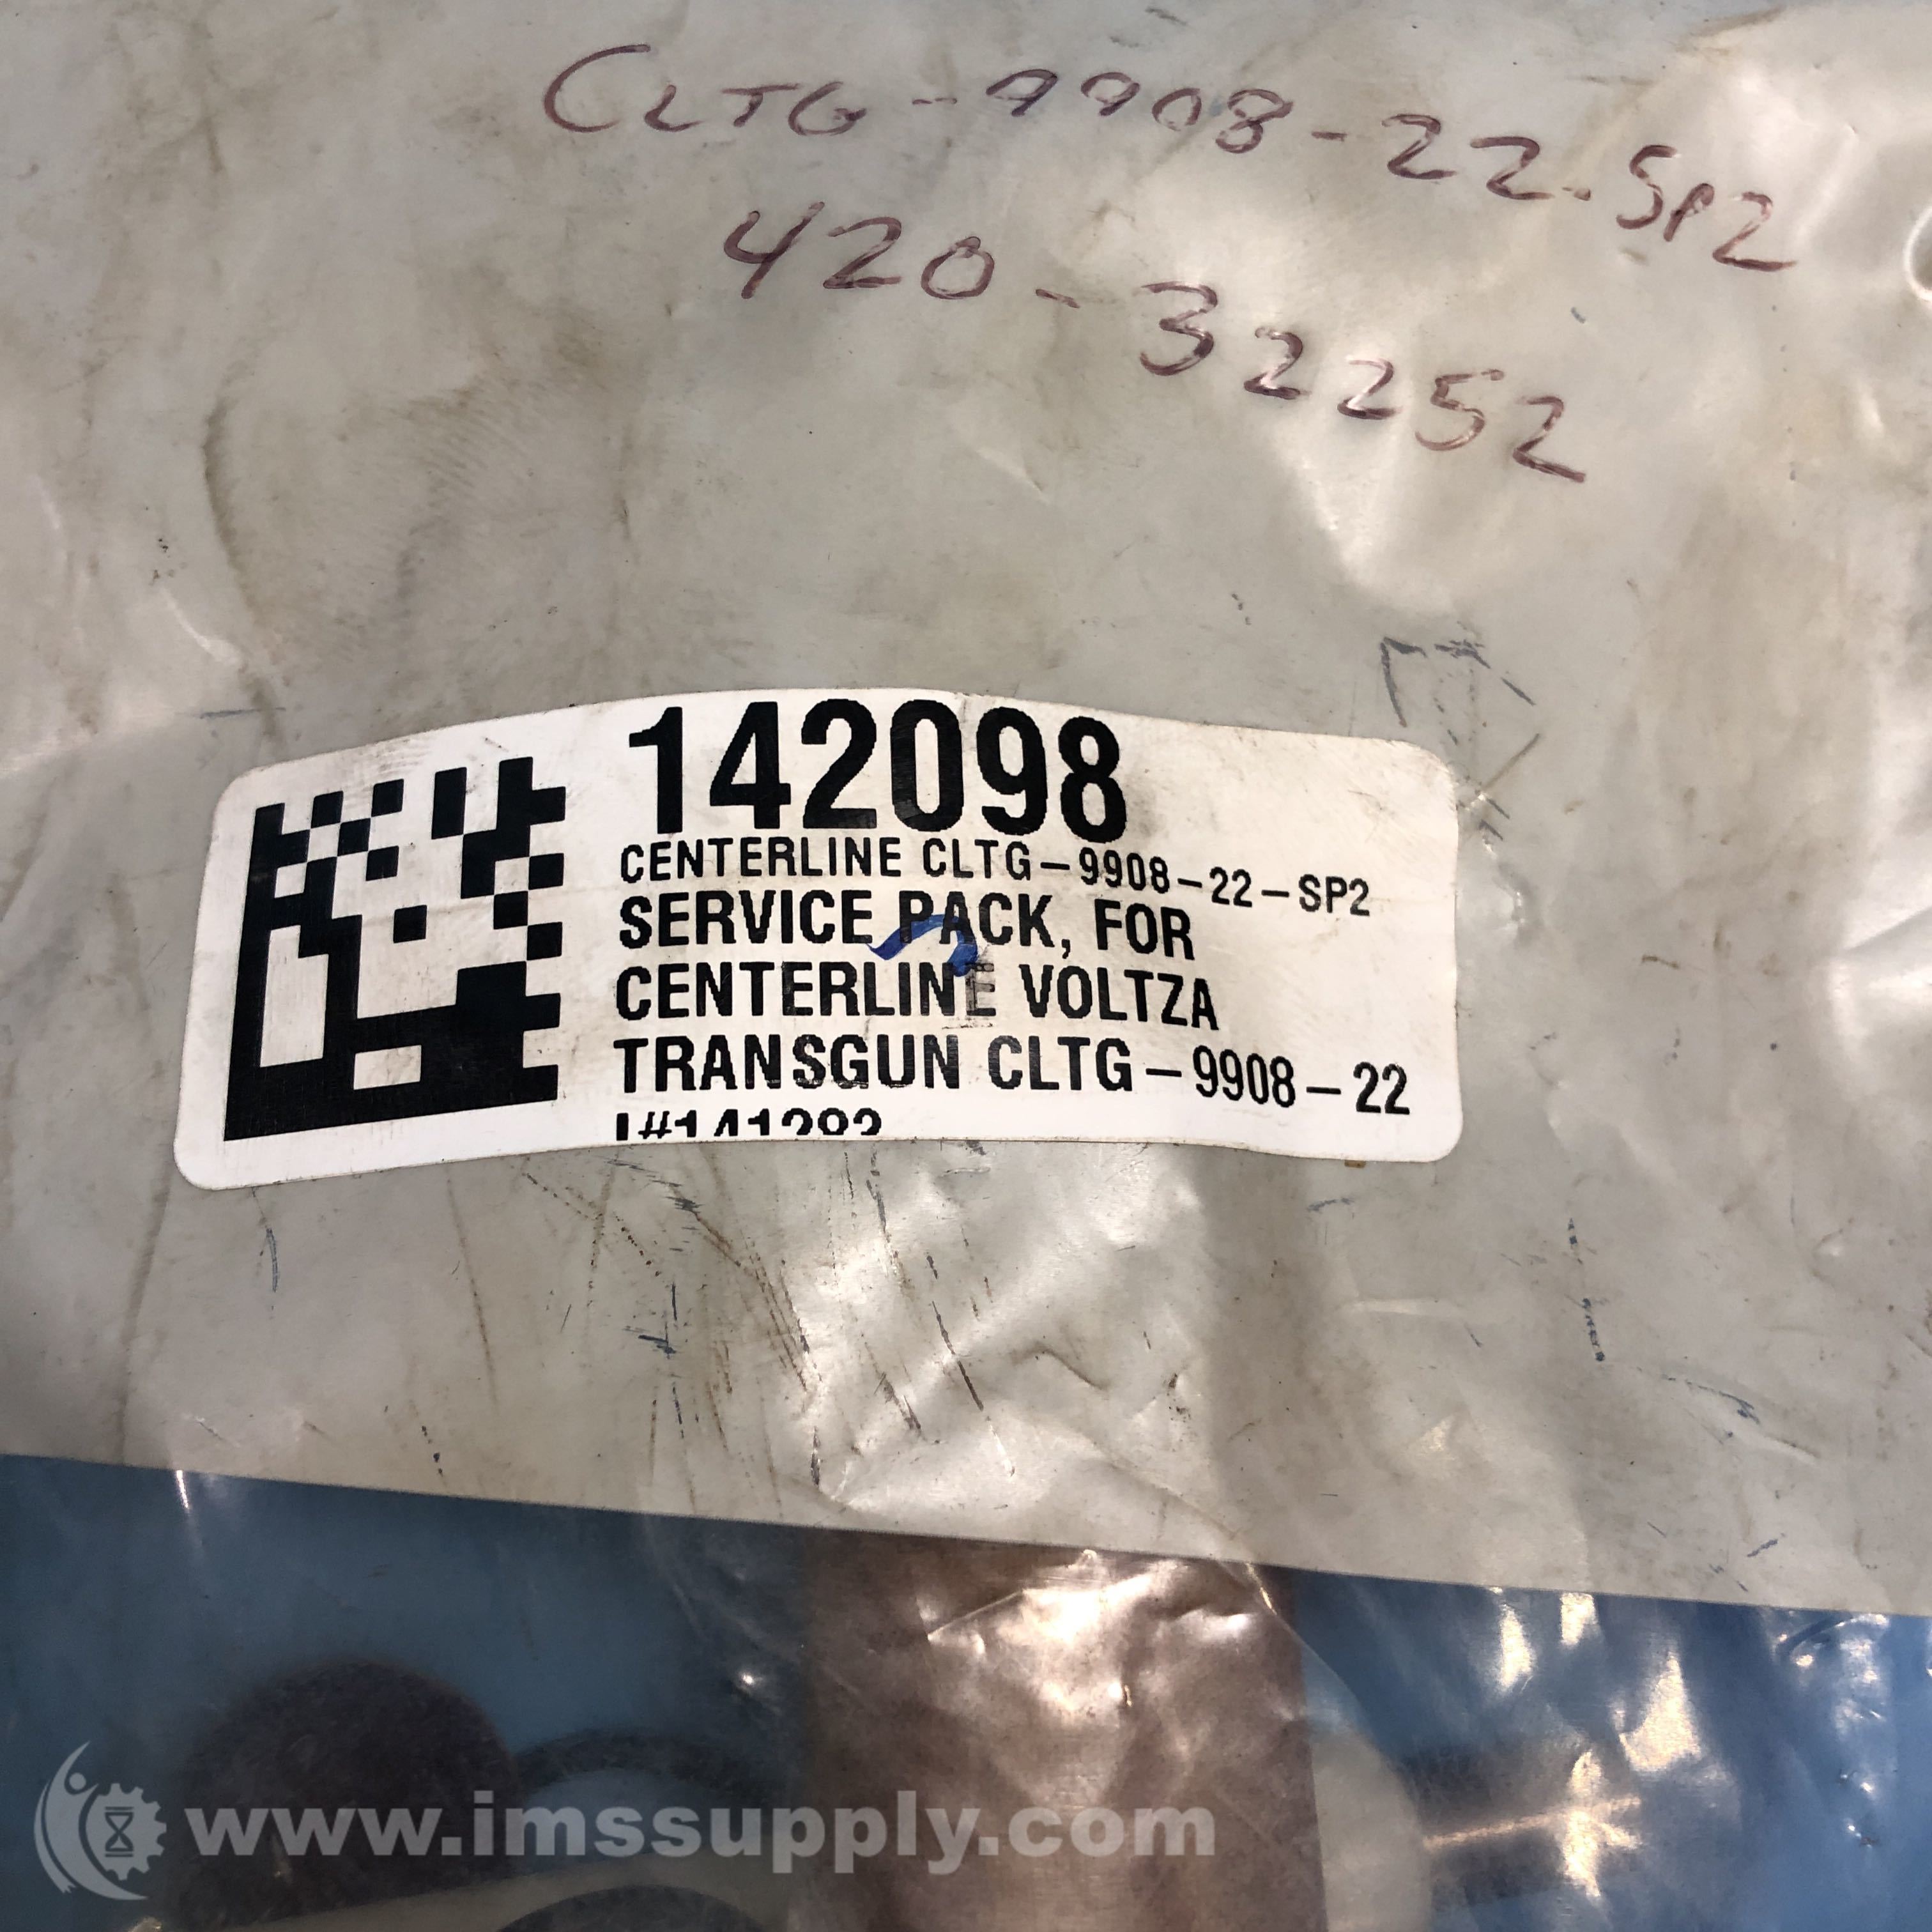 CLTG-9908-22-SP2
420-32252
142098
CENTERLINE CLTG-9908-22-SP2
SERVICE PACK, FOR
CENTERLINE VOLTZA
TRANSGUN CLTG-9908-22
www.imssupply.com